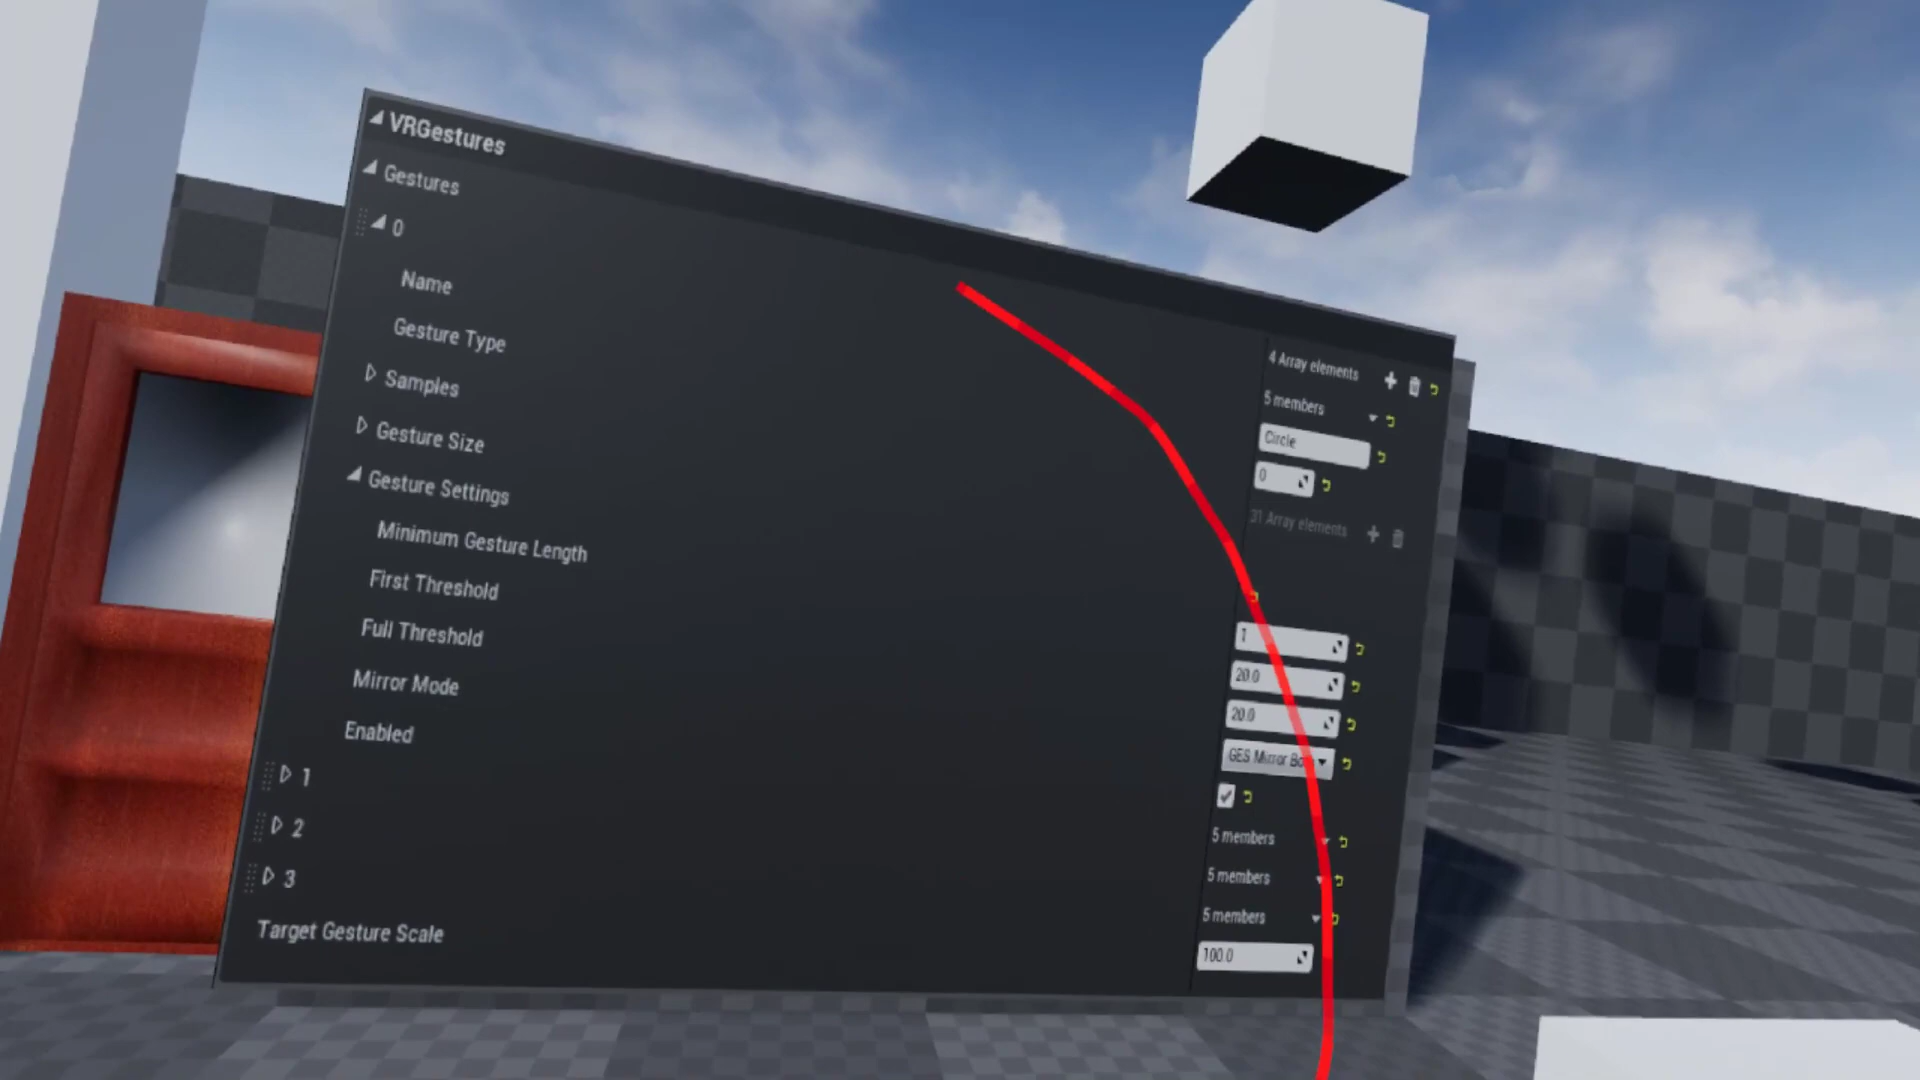 VRGestures
Gestures
4 Array elements
0
5 members
Name
Circle
Gesture Type
0
Samples
31 Array elements
Gesture Size
Gesture Settings
Minimum Gesture Length
1
First Threshold
20.0
Full Threshold
20.0
Mirror Mode
GES Mirror
Enabled
1
5 members
2
5 members
3
5 members
Target Gesture Scale
100.0